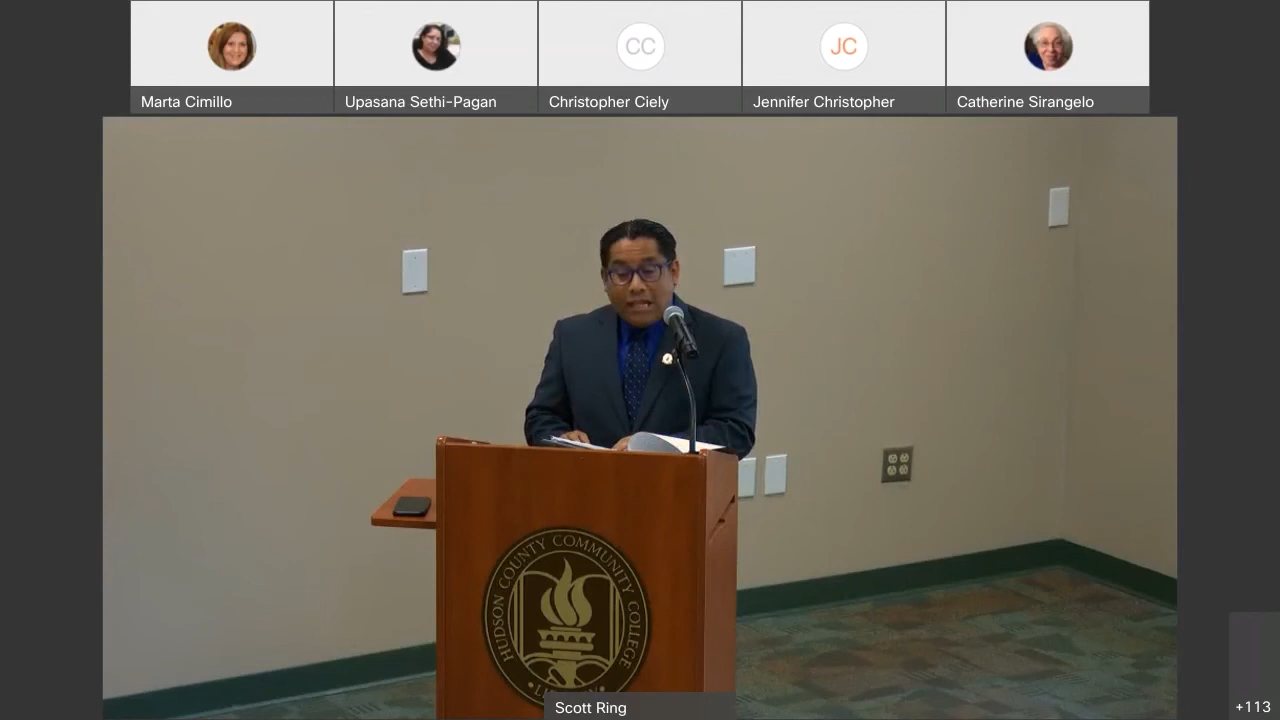 CC
JC
Marta Cimillo
Upasana Sethi-Pagan
Christopher Ciely
Jennifer Christopher
Catherine Sirangelo
HUDSON COUNTY COMMUNITY COLLEGE
Scott Ring
+113